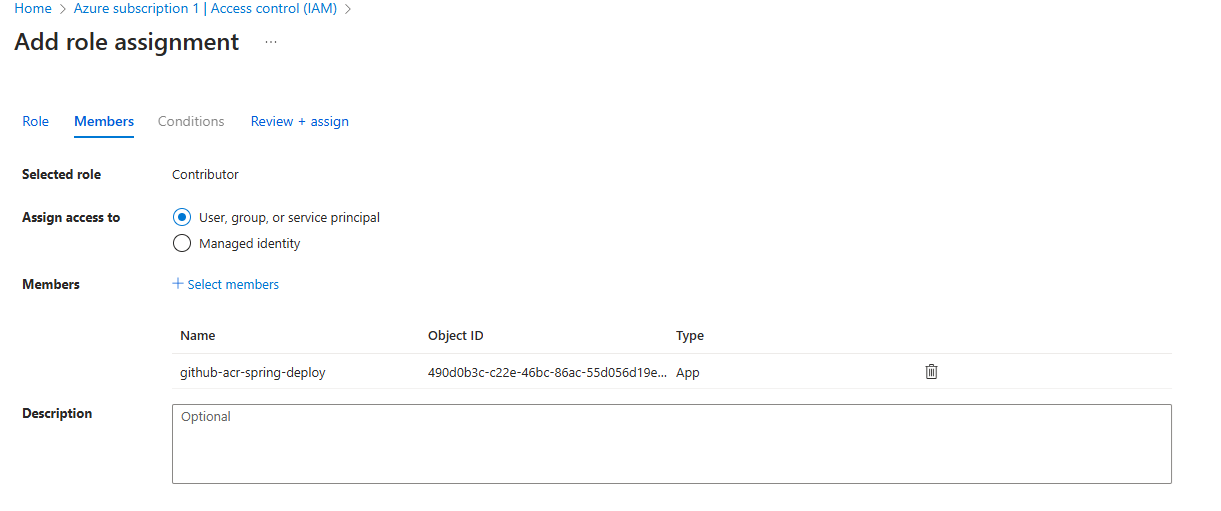 Home > Azure subscription 1 | Access control (IAM) >
Add role assignment ...
Role Members Conditions Review + assign
Selected role Contributor
Assign access to User, group, or service principal
Managed identity
Members + Select members
Name Object ID Type
github-acr-spring-deploy 490d0b3c-c22e-46bc-86ac-55d056d19e... App
Description Optional